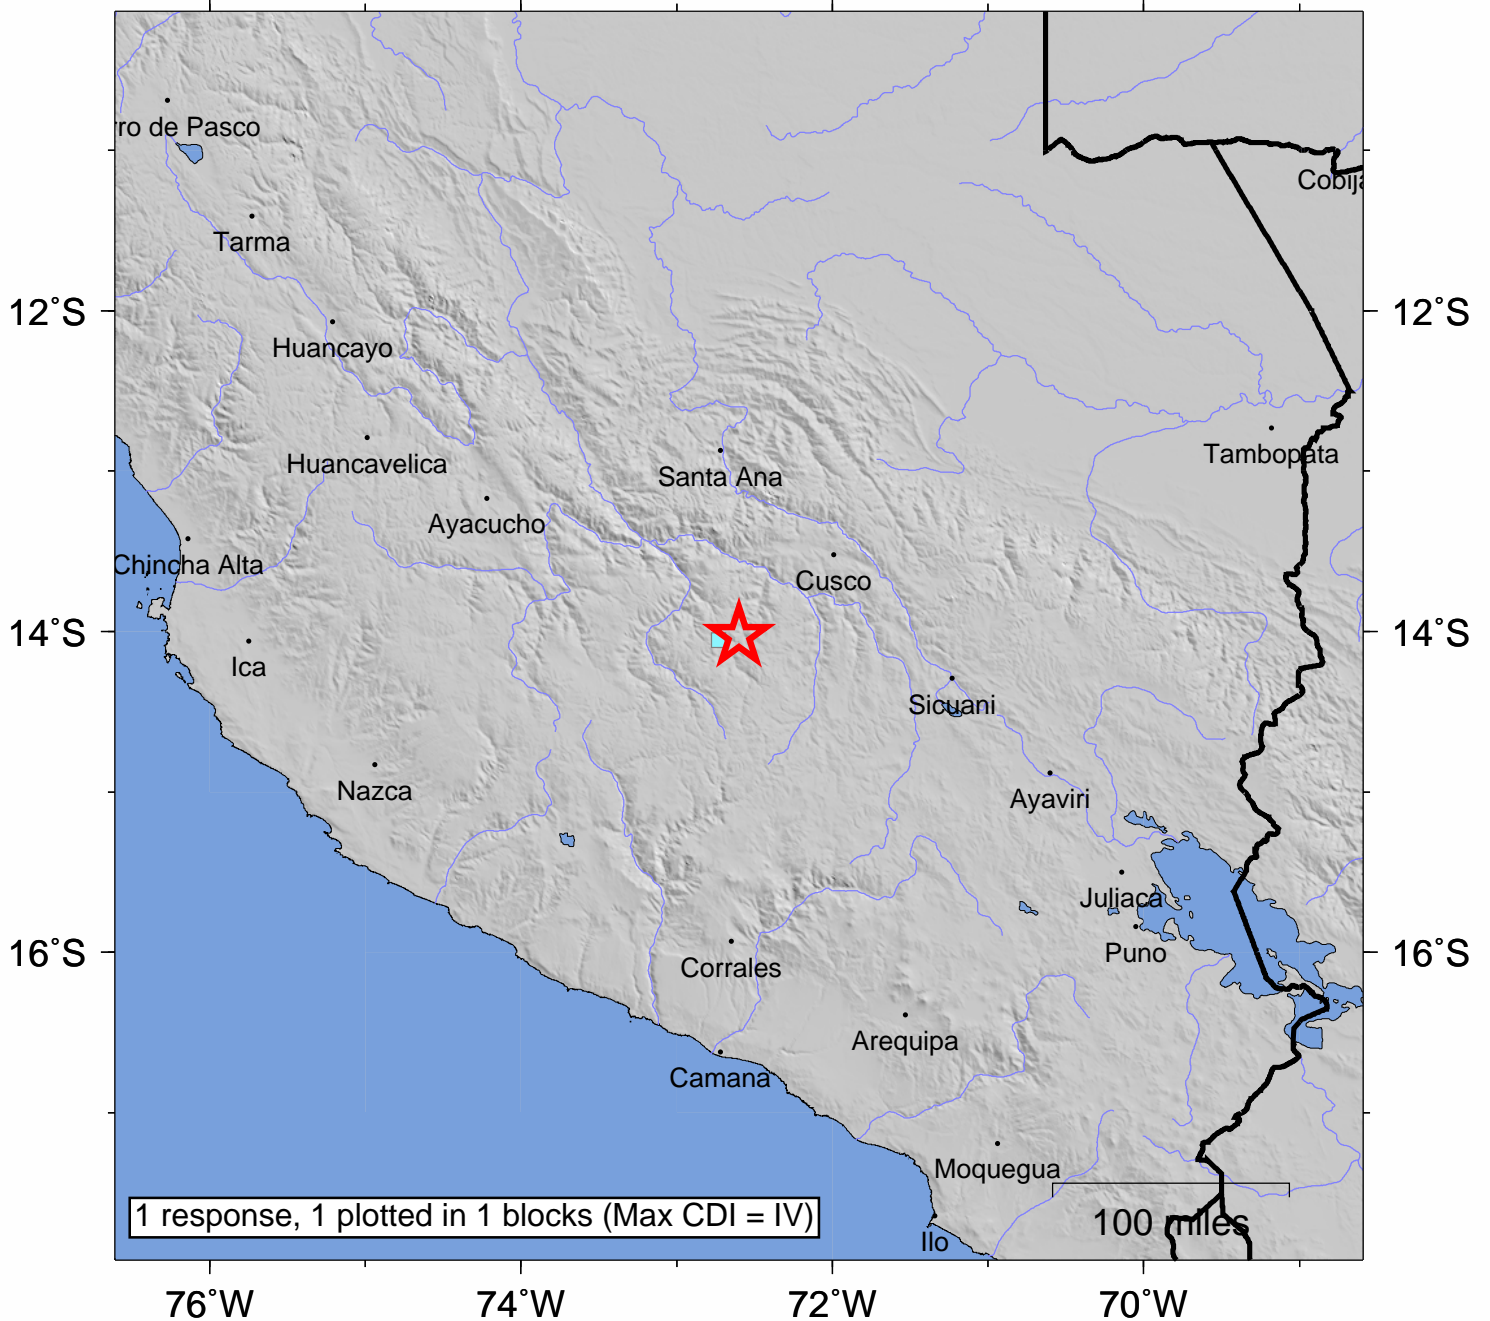 rro de Pasco
Cobija
Tarma
12°S
12°S
Huancayo
Tambopata
Huancavelica
Santa Ana
Ayacucho
Chincha Alta
Cusco
14°S
14°S
Ica
Sicuani
Nazca
Ayaviri
Juliaca
16°S
Puno
16°S
Corrales
Arequipa
Camana
Moquegua
1 response, 1 plotted in 1 blocks (Max CDI = IV)
100 miles
Ilo
76°W
74°W
72°W
70°W